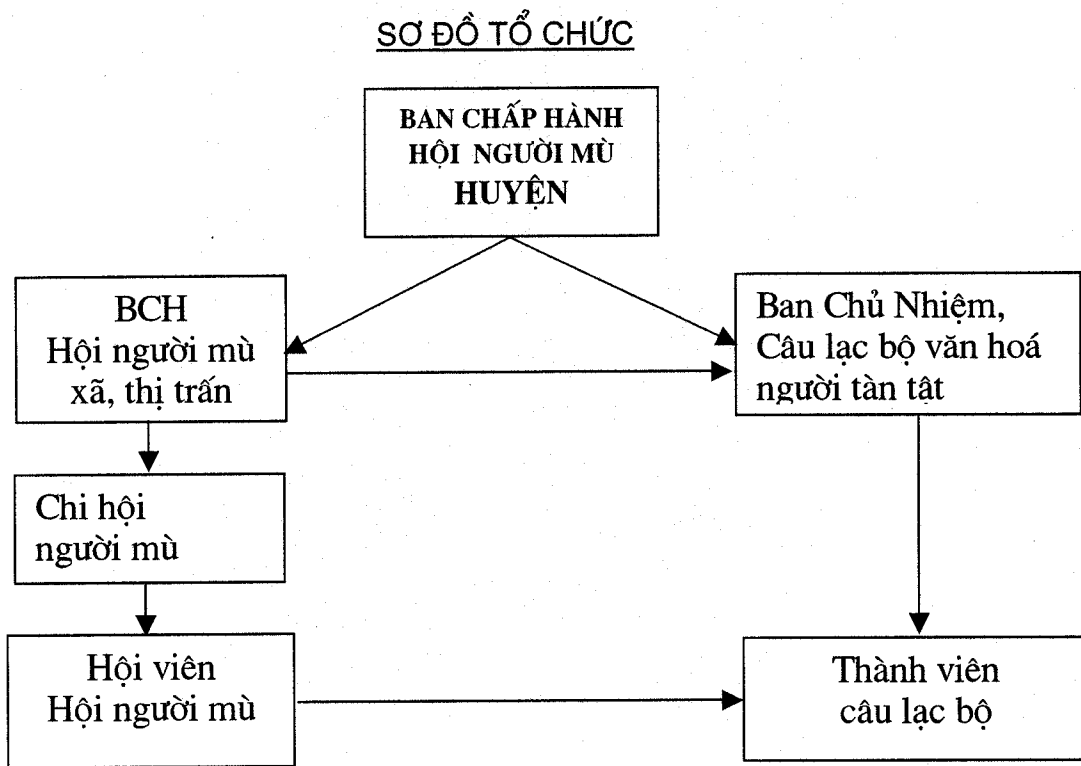 SƠ ĐỒ TỔ CHỨC
BAN CHẤP HÀNH
HỘI NGƯỜI MÙ
HUYỆN
BCH
Hội người mù
xã, thị trấn
Ban Chủ Nhiệm,
Câu lạc bộ văn hoá
người tàn tật
Chi hội
người mù
Hội viên
Hội người mù
Thành viên
câu lạc bộ